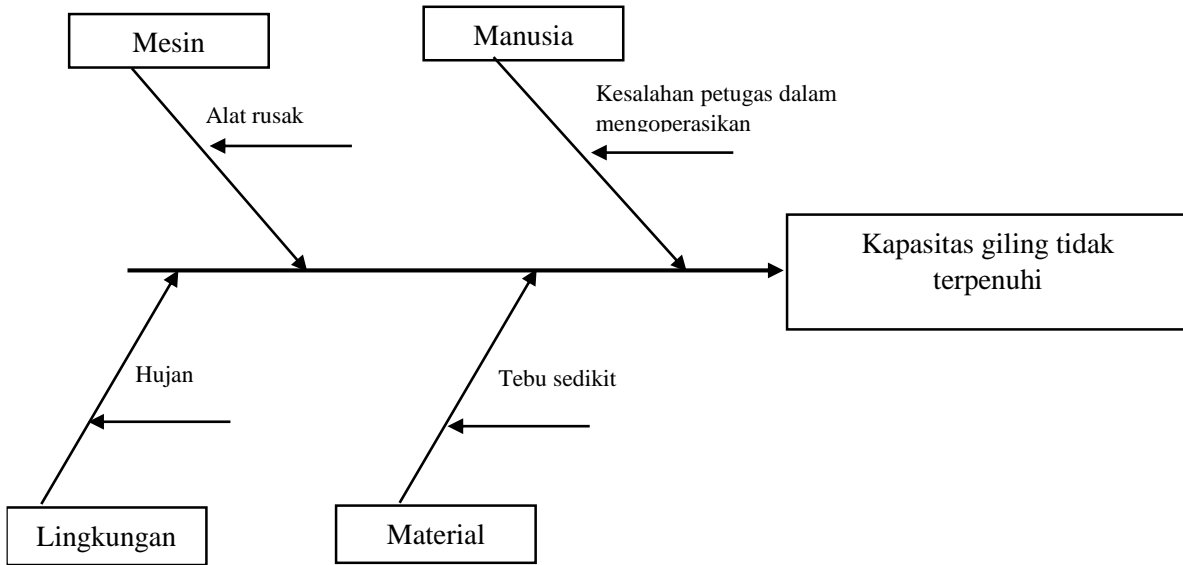 Mesin
Manusia
Alat rusak
Kesalahan petugas dalam
mengoperasikan
Kapasitas giling tidak
terpenuhi
Hujan
Tebu sedikit
Lingkungan
Material